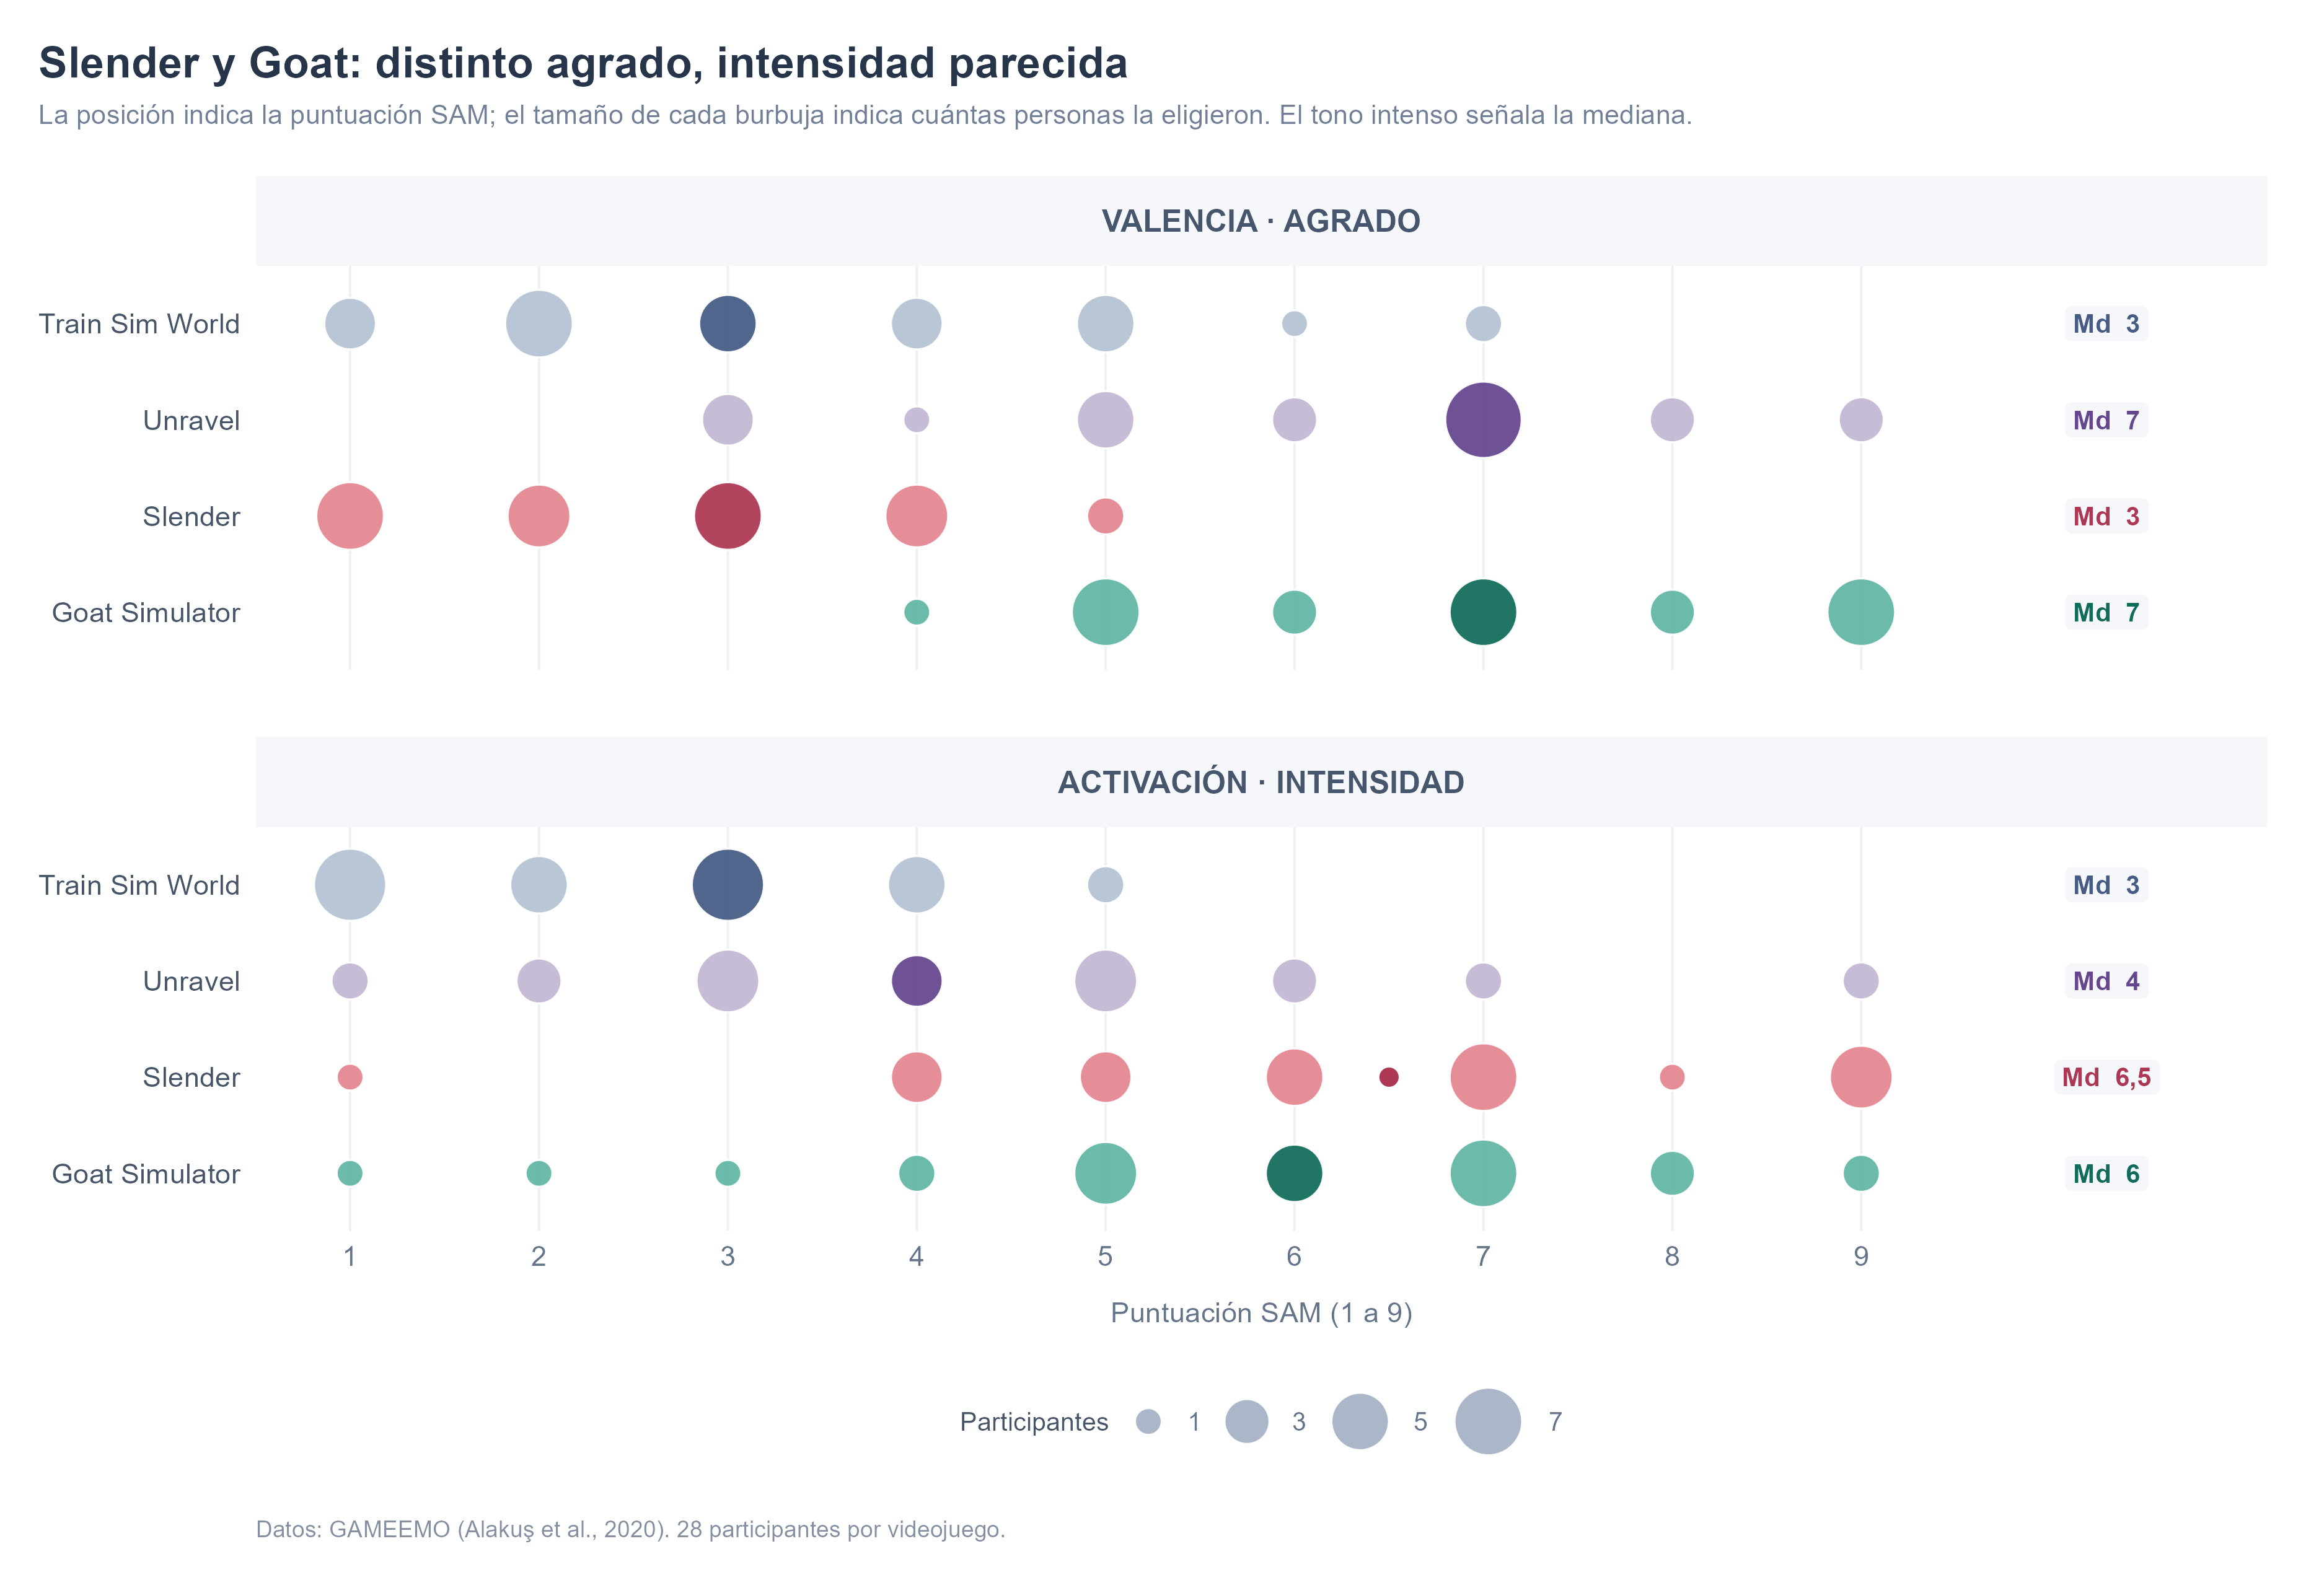 Slender y Goat: distinto agrado, intensidad parecida
La posición indica la puntuación SAM; el tamaño de cada burbuja indica cuántas personas la eligieron. El tono intenso señala la mediana.
VALENCIA · AGRADO
Train Sim World Md 3
Unravel Md 7
Slender Md 3
Goat Simulator Md 7
ACTIVACIÓN · INTENSIDAD
Train Sim World Md 3
Unravel Md 4
Slender Md 6,5
Goat Simulator Md 6
1 2 3 4 5 6 7 8 9
Puntuación SAM (1 a 9)
Participantes 1 3 5 7
Datos: GAMEEMO (Alakuş et al., 2020). 28 participantes por videojuego.